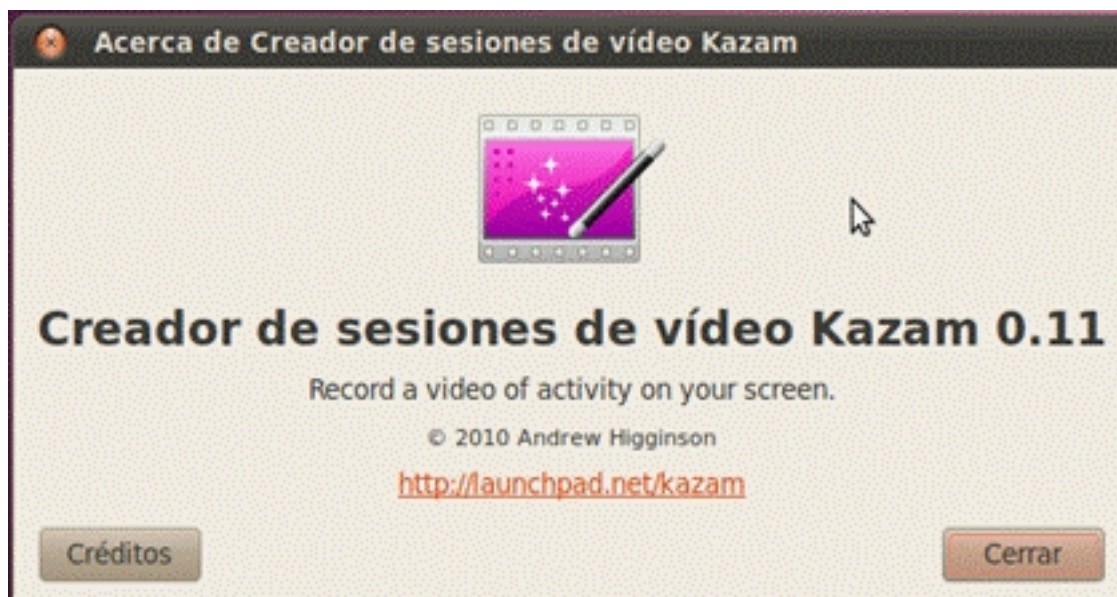 Acerca de Creador de sesiones de vídeo Kazam
Creador de sesiones de vídeo Kazam 0.11
Record a video of activity on your screen.
© 2010 Andrew Higginson
http://launchpad.net/kazam
Créditos
Cerrar